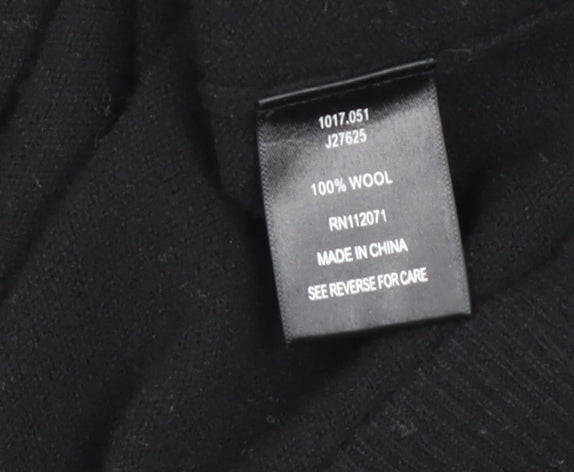 1017.051
J27625
100% WOOL
RN112071
MADE IN CHINA
SEE REVERSE FOR CARE